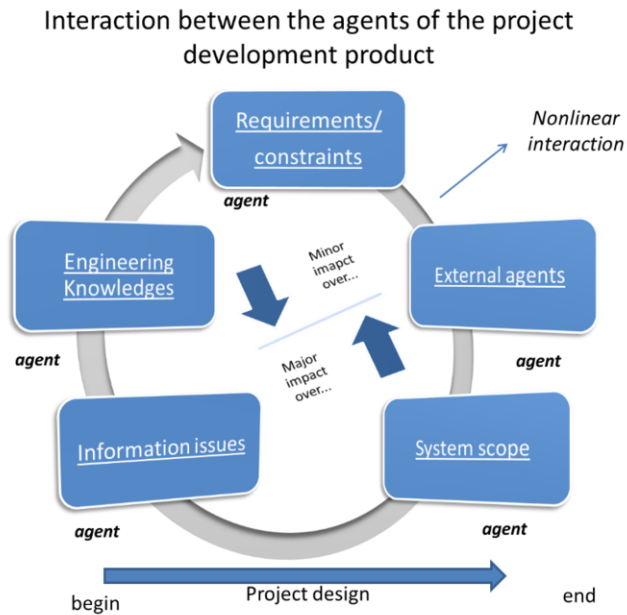 Interaction between the agents of the project
development product
Requirements/
constraints
Nonlinear
interaction
agent
Engineering
Knowledges
Minor
imapct
over...
External agents
agent
Major
impact
over...
agent
Information issues
System scope
agent
agent
Project design
begin
end